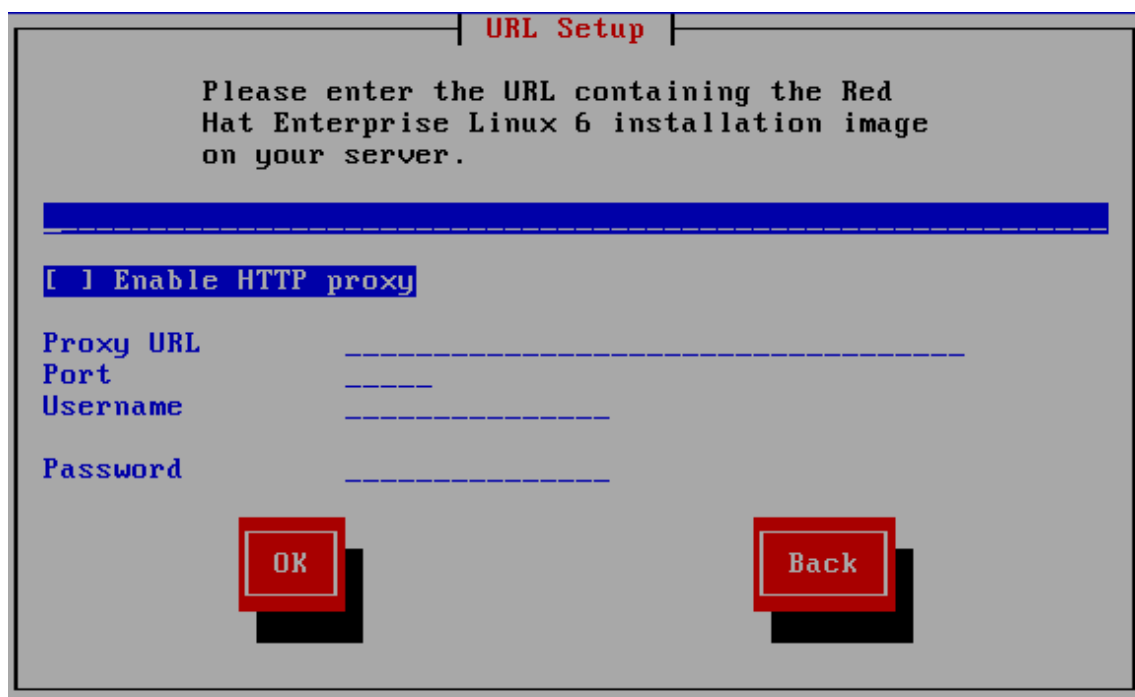 URL Setup
Please enter the URL containing the Red
Hat Enterprise Linux 6 installation image
on your server.
[ ] Enable HTTP proxy
Proxy URL
Port
Username
Password
OK
Back